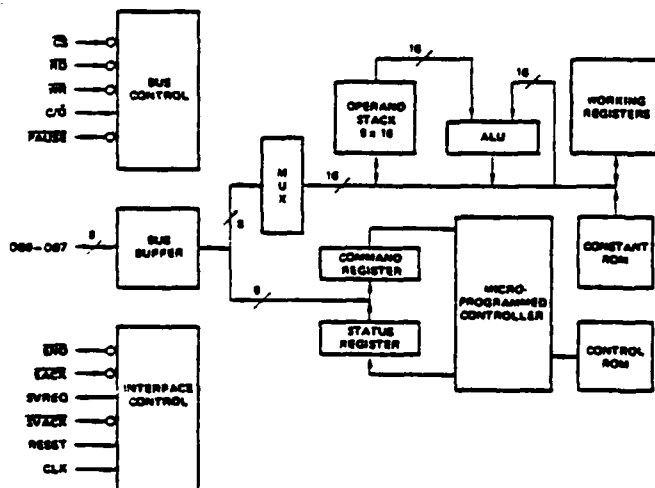 CS
RD
WR
C/D
PAUSE
BUS
CONTROL
DB0–DB7
8
BUS
BUFFER
END
EACK
SVREQ
SVACK
RESET
CLK
INTERFACE
CONTROL
MUX
8
8
16
16
OPERAND
STACK
8 x 16
ALU
16
WORKING
REGISTERS
COMMAND
REGISTER
STATUS
REGISTER
MICRO-
PROGRAMMED
CONTROLLER
CONSTANT
ROM
CONTROL
ROM